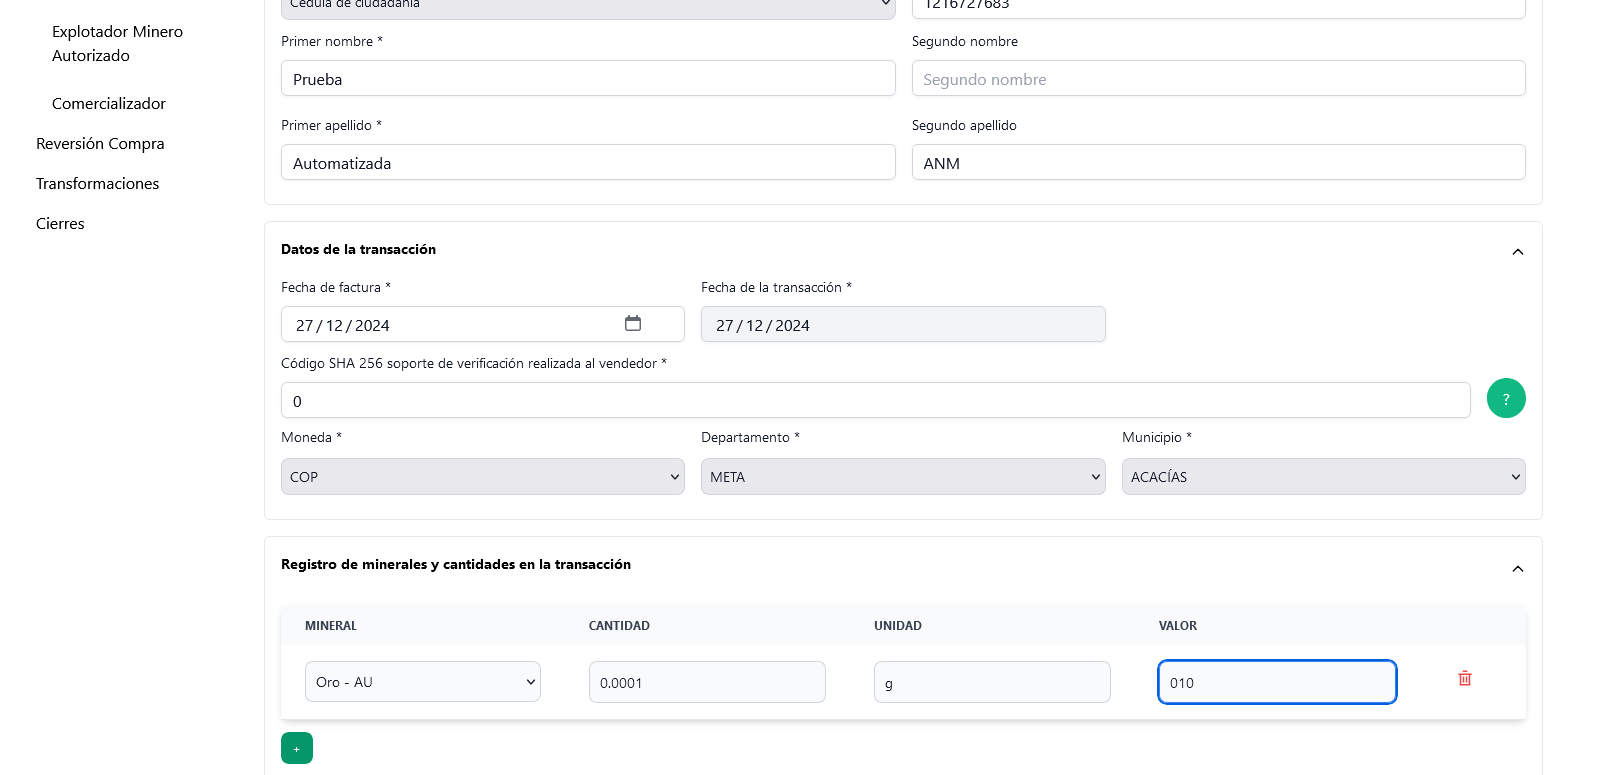 Cédula de ciudadanía
1216727683
Explotador Minero
Autorizado
Comercializador
Reversión Compra
Transformaciones
Cierres
Primer nombre *
Segundo nombre
Prueba
Segundo nombre
Primer apellido *
Segundo apellido
Automatizada
ANM
Datos de la transacción
Fecha de factura *
Fecha de la transacción *
27 / 12 / 2024
27 / 12 / 2024
Código SHA 256 soporte de verificación realizada al vendedor *
0
?
Moneda *
Departamento *
Municipio *
COP
META
ACACÍAS
Registro de minerales y cantidades en la transacción
MINERAL
CANTIDAD
UNIDAD
VALOR
Oro - AU
0.0001
g
010
+